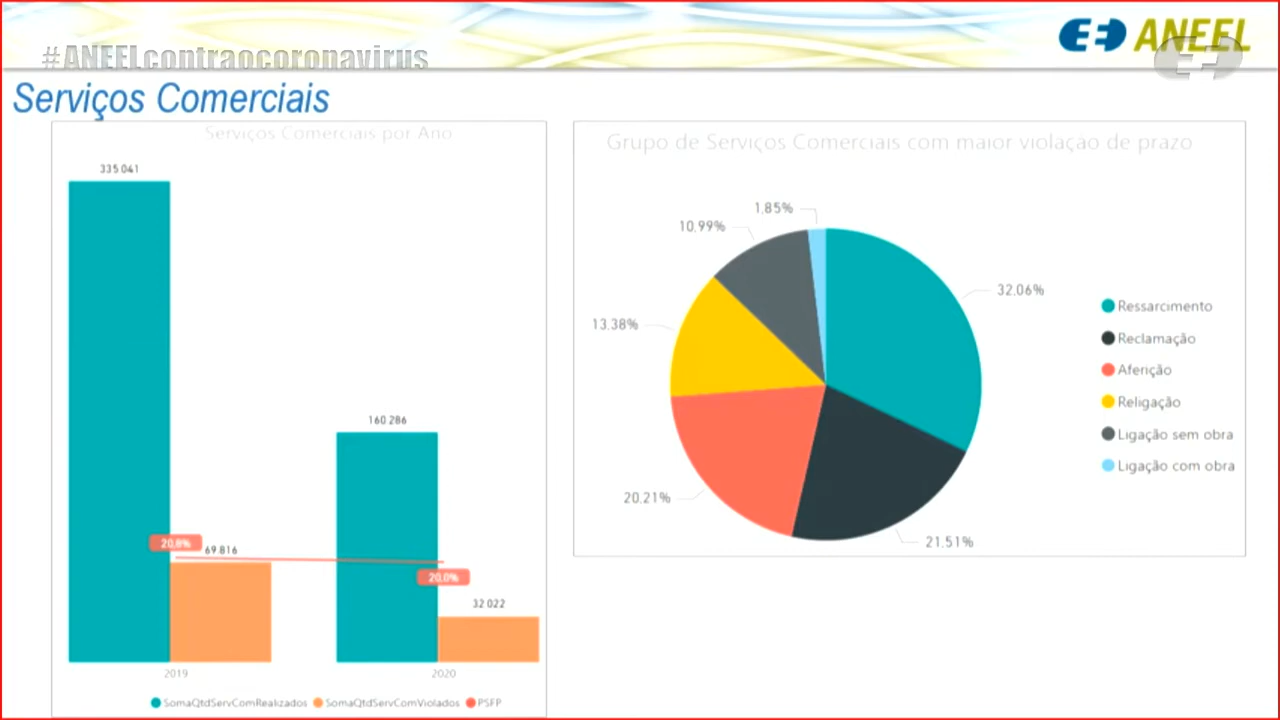 #ANEELcontraocoronavirus
ANEEL
Serviços Comerciais
Serviços Comerciais por Ano
335.041
160.286
20,8%
69.816
20,0%
32.022
2019
2020
SomaQtdServComRealizados
SomaQtdServComViolados
PSFP
Grupo de Serviços Comerciais com maior violação de prazo
1,85%
10,99%
13,38%
20,21%
21,51%
32,06%
Ressarcimento
Reclamação
Aferição
Religação
Ligação sem obra
Ligação com obra